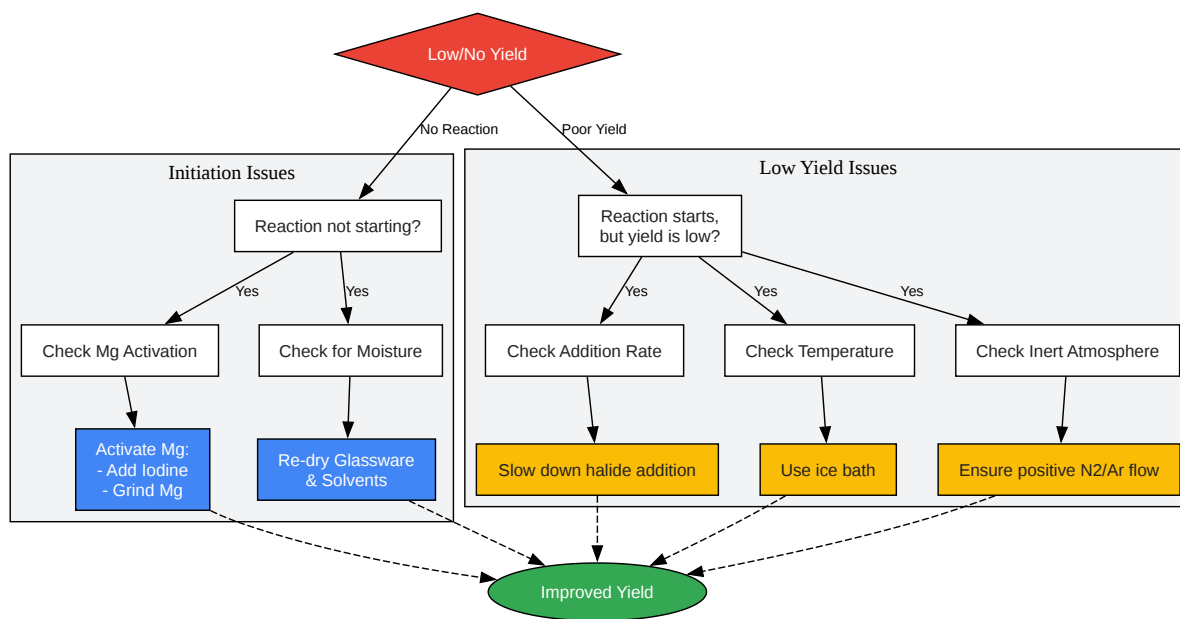 Low/No Yield
No Reaction
Poor Yield
Initiation Issues
Low Yield Issues
Reaction not starting?
Reaction starts,
but yield is low?
Yes
Yes
Yes
Yes
Yes
Check Mg Activation
Check for Moisture
Check Addition Rate
Check Temperature
Check Inert Atmosphere
Activate Mg:
- Add Iodine
- Grind Mg
Re-dry Glassware
& Solvents
Slow down halide addition
Use ice bath
Ensure positive N2/Ar flow
Improved Yield